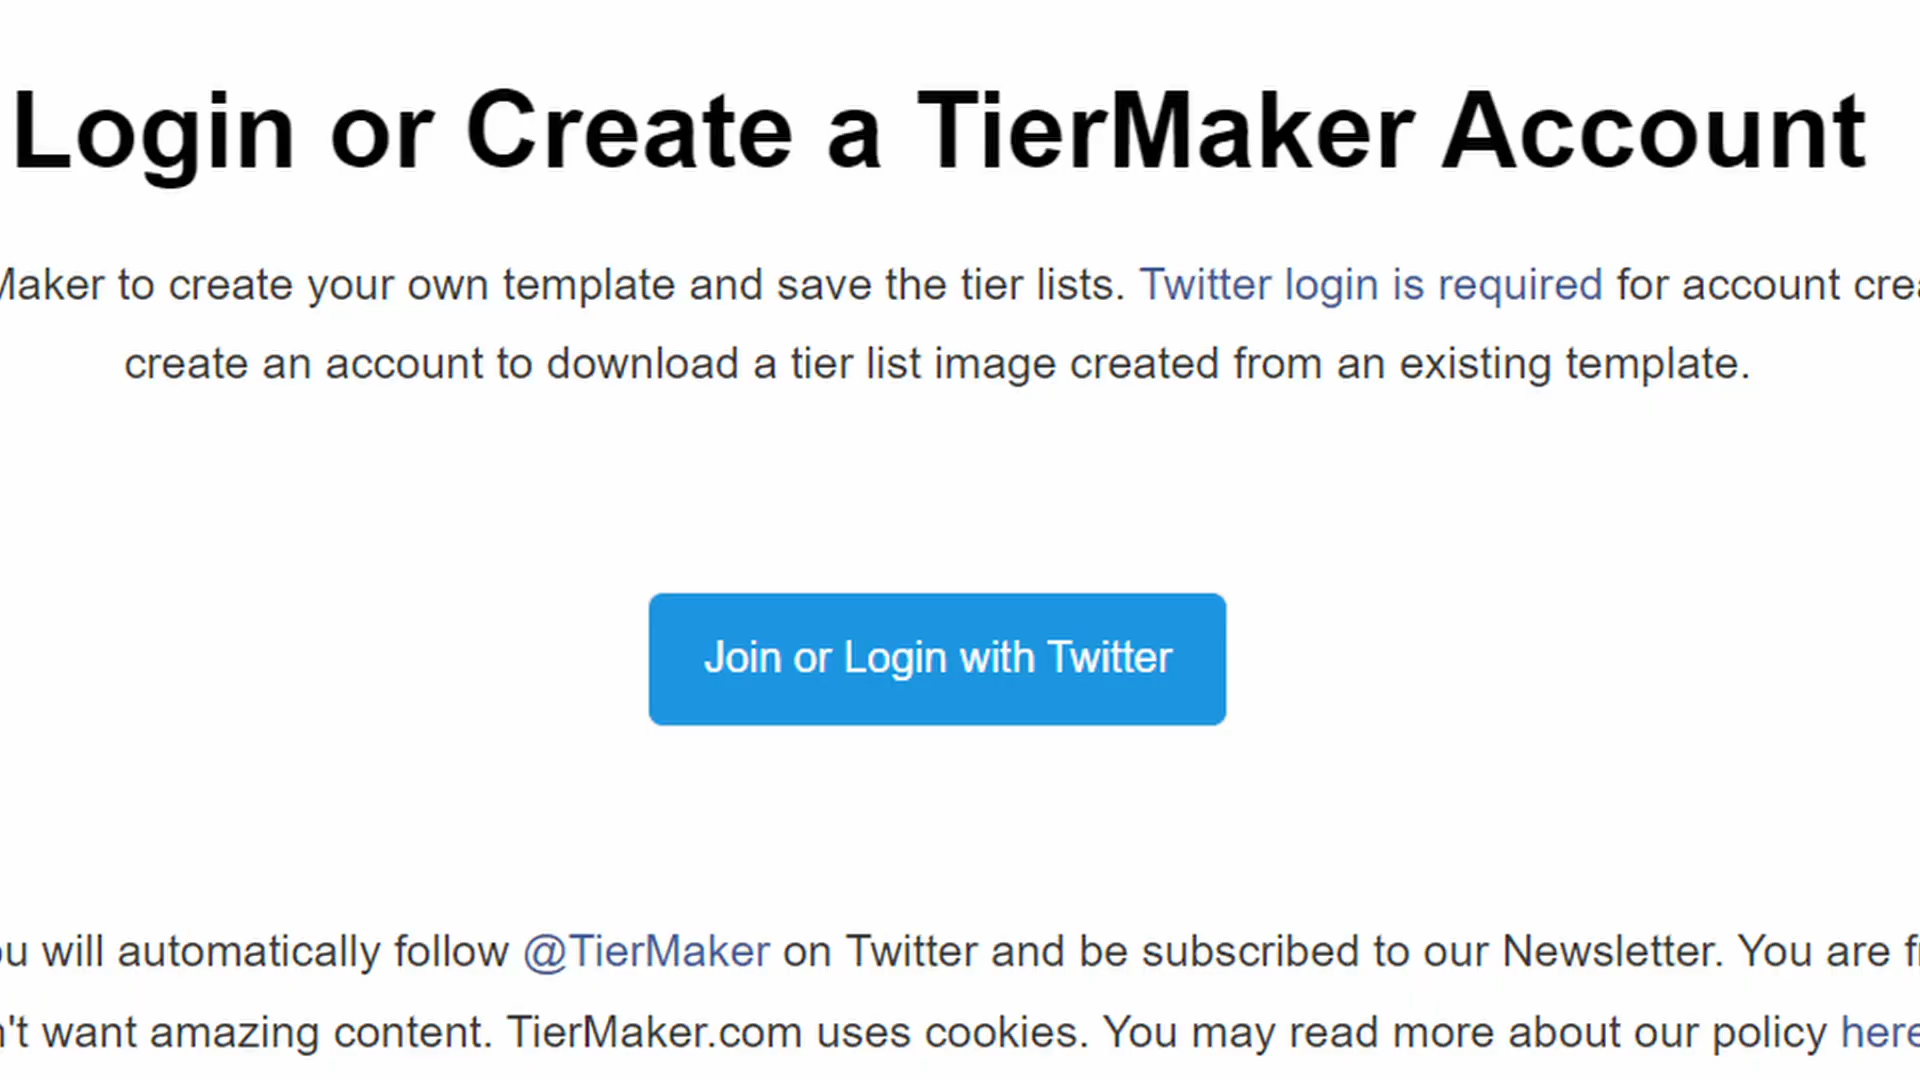 Login or Create a TierMaker Account
Maker to create your own template and save the tier lists. Twitter login is required for account
create an account to download a tier list image created from an existing template.
Join or Login with Twitter
will automatically follow @TierMaker on Twitter and be subscribed to our Newsletter. You are
want amazing content. TierMaker.com uses cookies. You may read more about our policy here